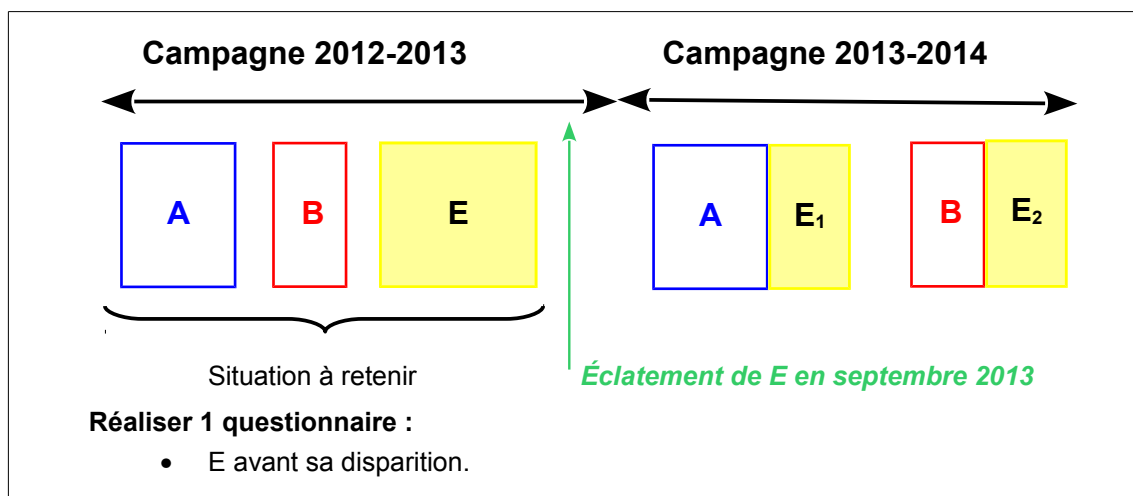 Campagne 2012-2013 Campagne 2013-2014
A B E A E₁ B E₂
Situation à retenir Éclatement de E en septembre 2013
Réaliser 1 questionnaire :
• E avant sa disparition.